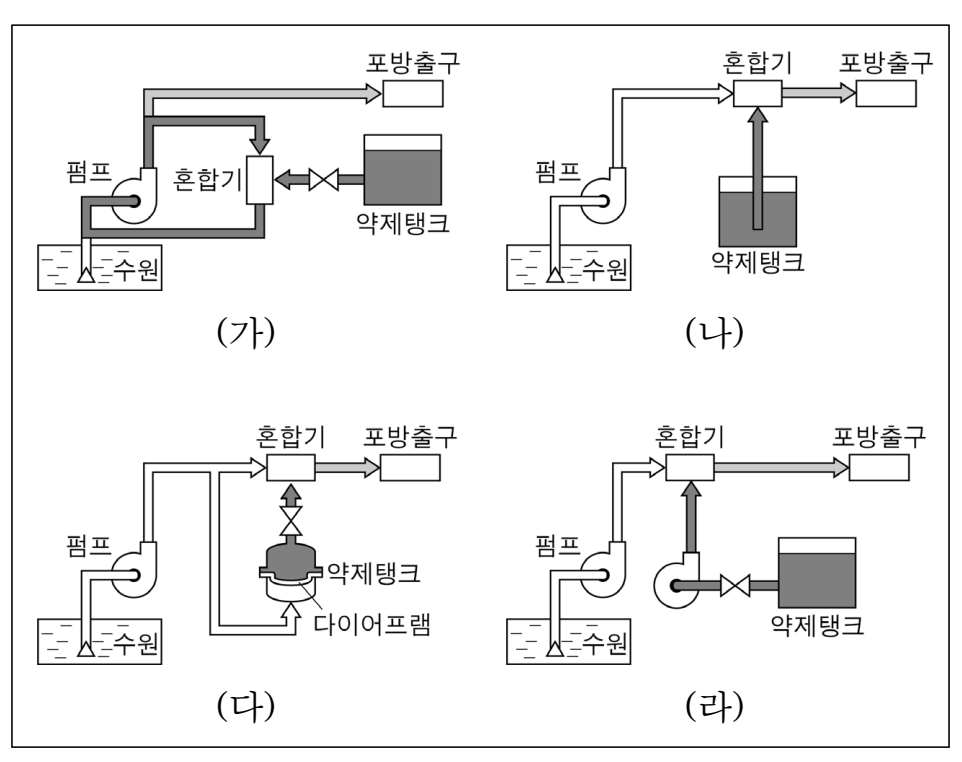 포방출구
펌프
혼합기
약제탱크
수원
(가)
혼합기
포방출구
펌프
약제탱크
수원
(나)
혼합기
포방출구
펌프
약제탱크
다이어프램
수원
(다)
혼합기
포방출구
펌프
약제탱크
수원
(라)